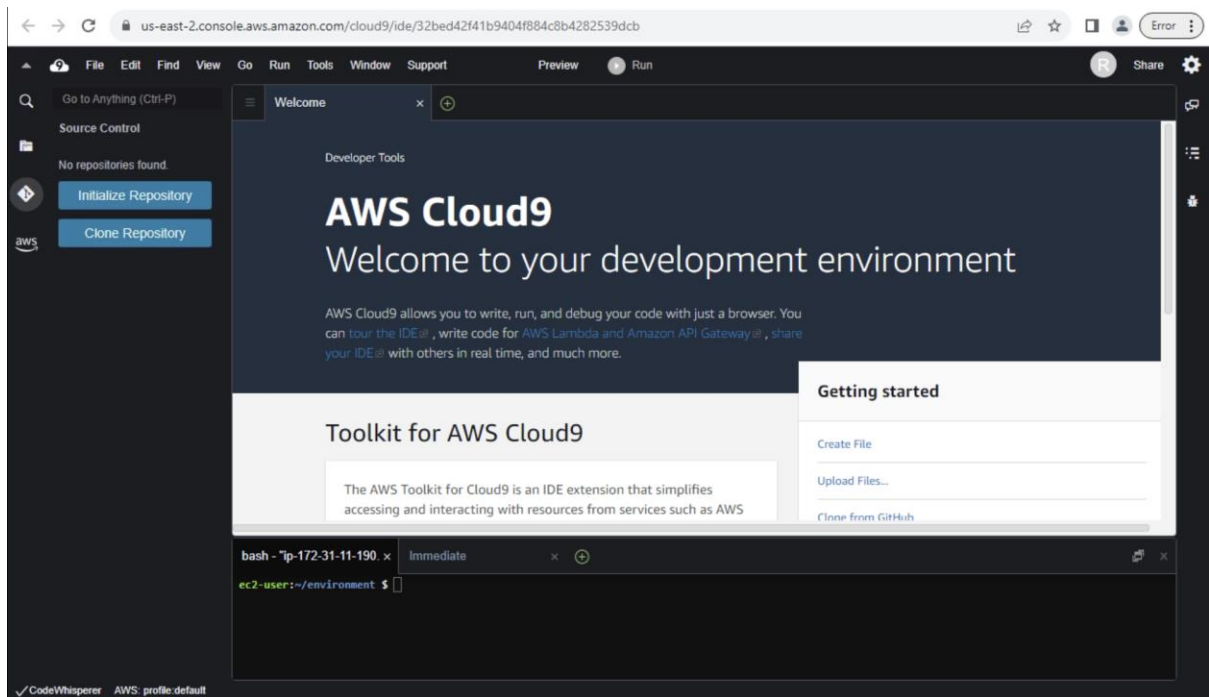 us-east-2.console.aws.amazon.com/cloud9/ide/32bed42f41b9404f884c8b4282539dcb
Error
File Edit Find View Go Run Tools Window Support Preview Run
R Share
Go to Anything (Ctrl-P)
Welcome
Source Control
No repositories found.
Initialize Repository
Clone Repository
aws
Developer Tools
AWS Cloud9
Welcome to your development environment
AWS Cloud9 allows you to write, run, and debug your code with just a browser. You
can tour the IDE , write code for AWS Lambda and Amazon API Gateway , share
your IDE with others in real time, and much more.
Getting started
Create File
Upload Files...
Clone from GitHub
Toolkit for AWS Cloud9
The AWS Toolkit for Cloud9 is an IDE extension that simplifies
accessing and interacting with resources from services such as AWS
bash - "ip-172-31-11-190. Immediate
ec2-user:~/environment $
CodeWhisperer AWS: profile:default